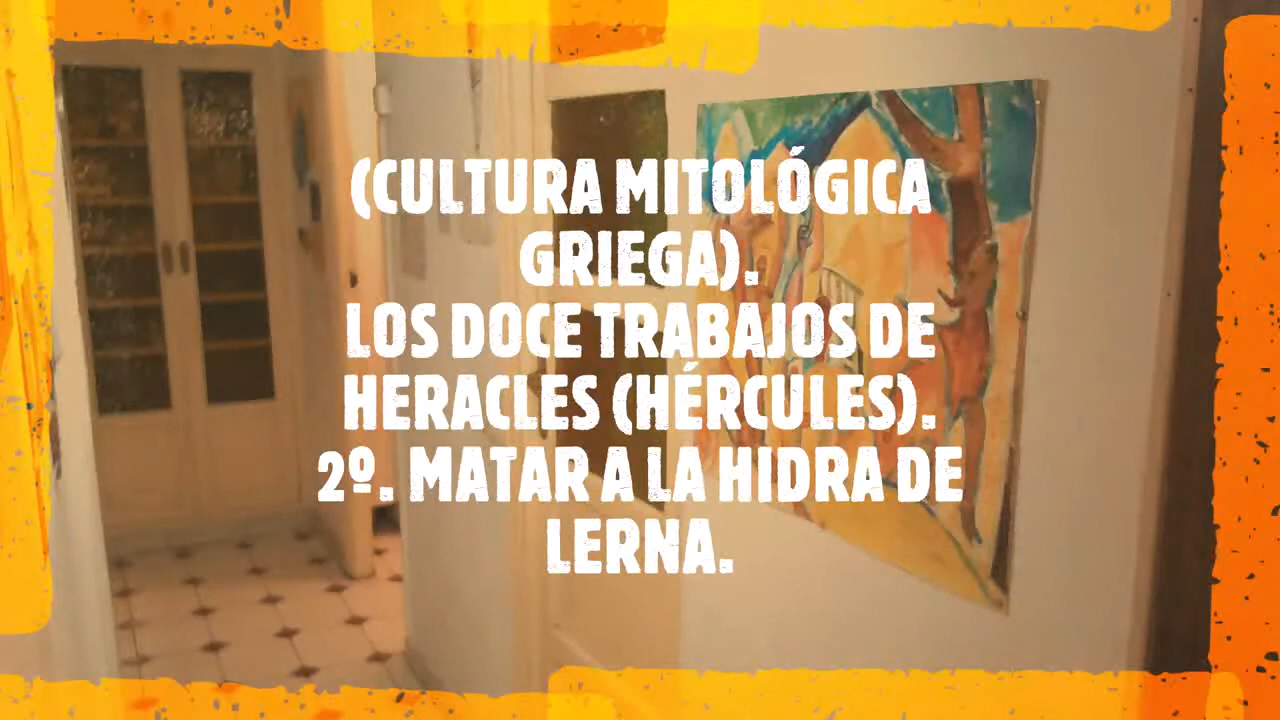 (CULTURA MITOLÓGICA
GRIEGA).
LOS DOCE TRABAJOS DE
HERACLES (HÉRCULES).
2º. MATAR A LA HIDRA DE
LERNA.